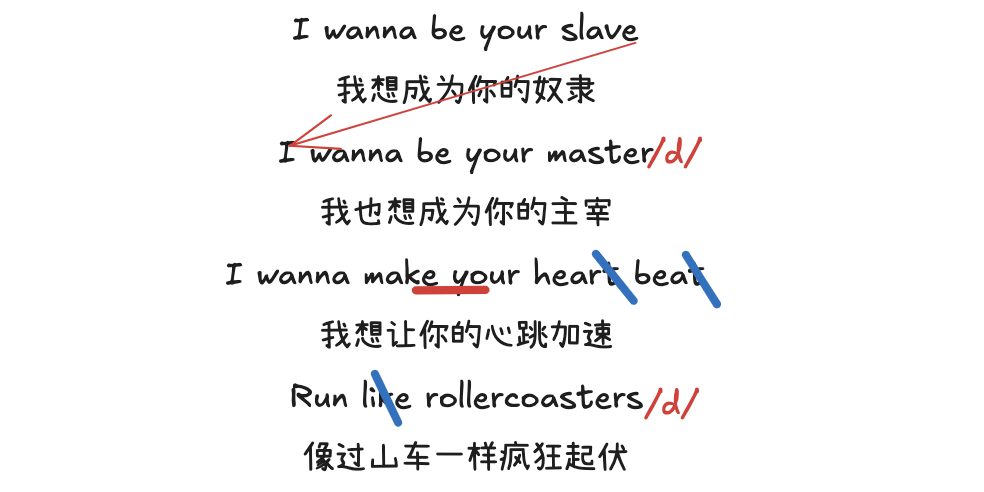 I wanna be your slave
我想成为你的奴隶
I wanna be your master/d/
我也想成为你的主宰
I wanna make your heart beat
我想让你的心跳加速
Run like rollercoasters/d/
像过山车一样疯狂起伏